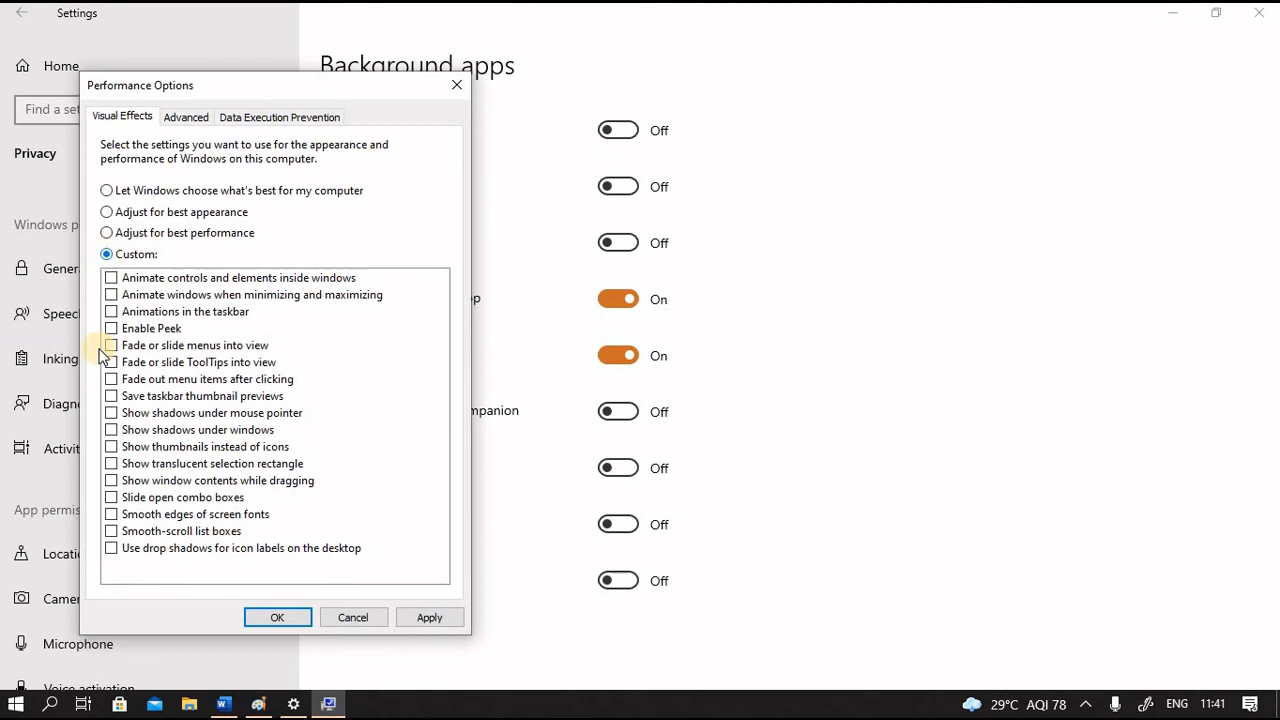 Settings
Background apps
Home
Find a set
Privacy
Windows p
Gener
Speec
Inking
Diagn
Activit
App permis
Locatio
Camer
Microphone
Voice activation
Performance Options
Visual Effects
Advanced
Data Execution Prevention
Select the settings you want to use for the appearance and
performance of Windows on this computer.
Let Windows choose what's best for my computer
Adjust for best appearance
Adjust for best performance
Custom:
Animate controls and elements inside windows
Animate windows when minimizing and maximizing
Animations in the taskbar
Enable Peek
Fade or slide menus into view
Fade or slide ToolTips into view
Fade out menu items after clicking
Save taskbar thumbnail previews
Show shadows under mouse pointer
Show shadows under windows
Show thumbnails instead of icons
Show translucent selection rectangle
Show window contents while dragging
Slide open combo boxes
Smooth edges of screen fonts
Smooth-scroll list boxes
Use drop shadows for icon labels on the desktop
OK
Cancel
Apply
Off
Off
Off
p
On
On
mpanion
Off
Off
Off
Off
29°C AQI 78
ENG
11:41